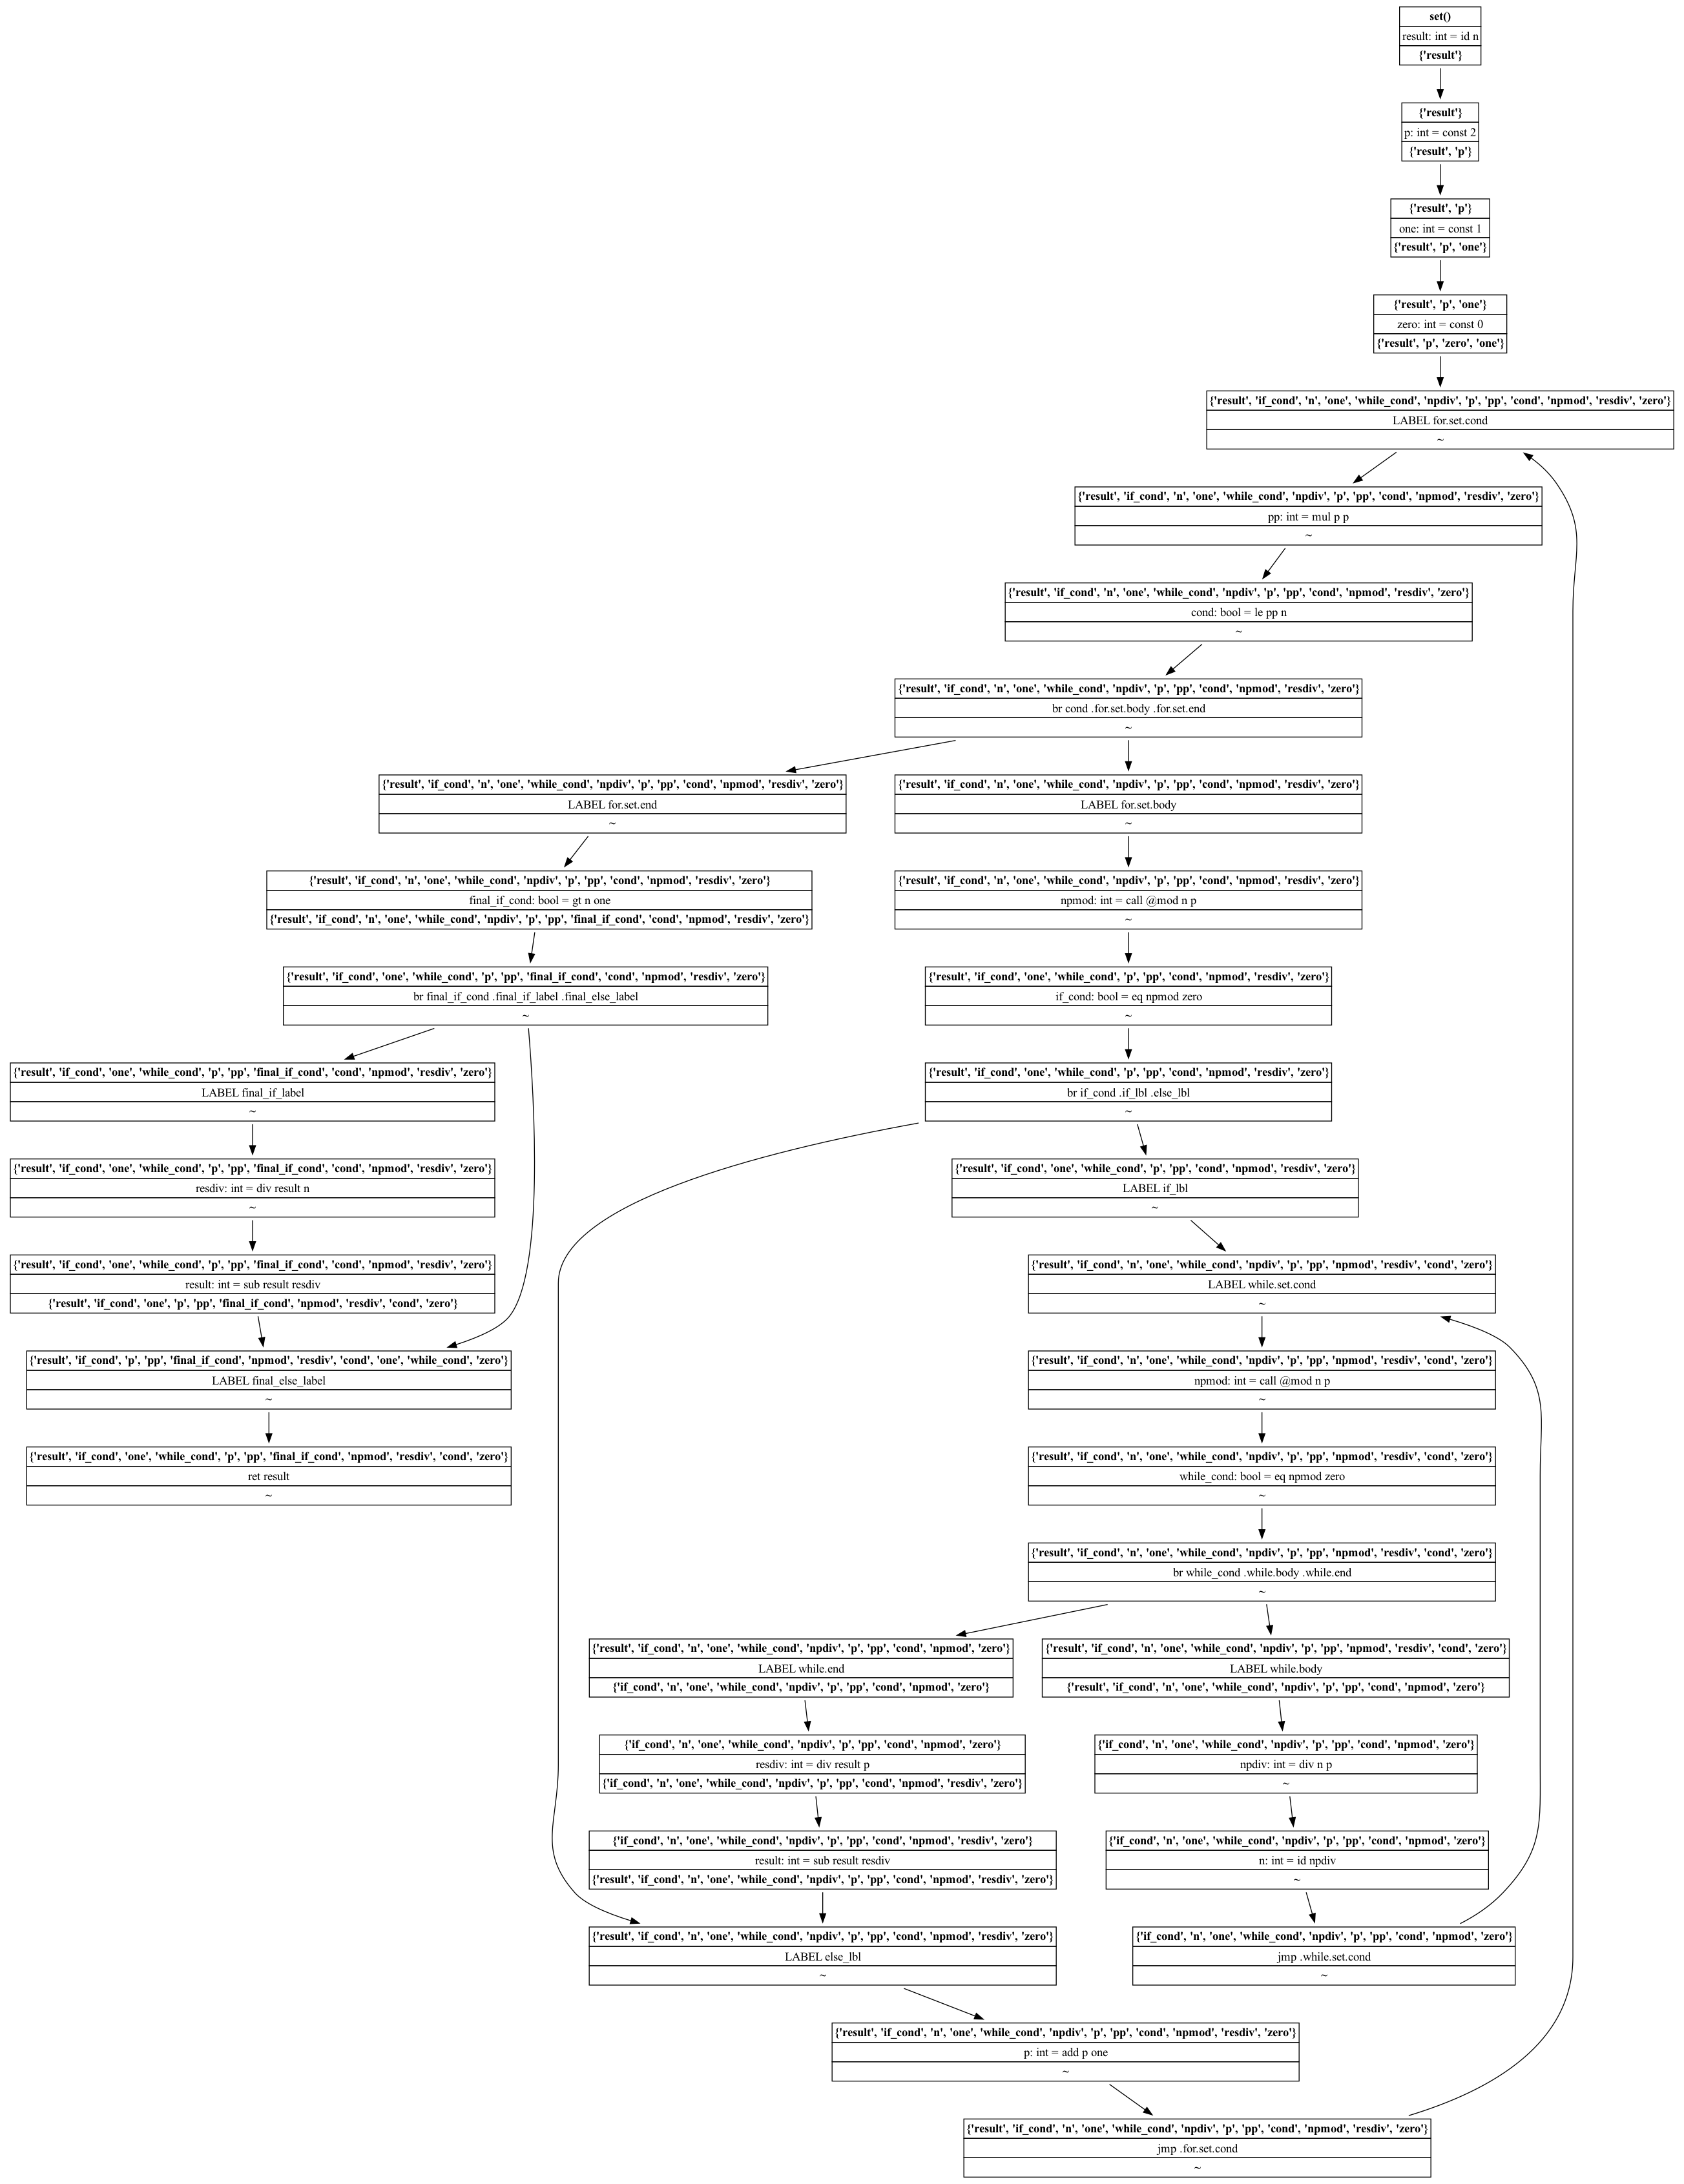 set()
result: int = id n
{'result'}
{'result'}
p: int = const 2
{'result', 'p'}
{'result', 'p'}
one: int = const 1
{'result', 'p', 'one'}
{'result', 'p', 'one'}
zero: int = const 0
{'result', 'p', 'zero', 'one'}
{'result', 'if_cond', 'n', 'one', 'while_cond', 'npdiv', 'p', 'pp', 'cond', 'npmod', 'resdiv', 'zero'}
LABEL for.set.cond
~
{'result', 'if_cond', 'n', 'one', 'while_cond', 'npdiv', 'p', 'pp', 'cond', 'npmod', 'resdiv', 'zero'}
pp: int = mul p p
~
{'result', 'if_cond', 'n', 'one', 'while_cond', 'npdiv', 'p', 'pp', 'cond', 'npmod', 'resdiv', 'zero'}
cond: bool = le pp n
~
{'result', 'if_cond', 'n', 'one', 'while_cond', 'npdiv', 'p', 'pp', 'cond', 'npmod', 'resdiv', 'zero'}
br cond .for.set.body .for.set.end
~
{'result', 'if_cond', 'n', 'one', 'while_cond', 'npdiv', 'p', 'pp', 'cond', 'npmod', 'resdiv', 'zero'}
LABEL for.set.end
~
{'result', 'if_cond', 'n', 'one', 'while_cond', 'npdiv', 'p', 'pp', 'cond', 'npmod', 'resdiv', 'zero'}
final_if_cond: bool = gt n one
{'result', 'if_cond', 'n', 'one', 'while_cond', 'npdiv', 'p', 'pp', 'final_if_cond', 'cond', 'npmod', 'resdiv', 'zero'}
{'result', 'if_cond', 'one', 'while_cond', 'p', 'pp', 'final_if_cond', 'cond', 'npmod', 'resdiv', 'zero'}
br final_if_cond .final_if_label .final_else_label
~
{'result', 'if_cond', 'one', 'while_cond', 'p', 'pp', 'final_if_cond', 'cond', 'npmod', 'resdiv', 'zero'}
LABEL final_if_label
~
{'result', 'if_cond', 'one', 'while_cond', 'p', 'pp', 'final_if_cond', 'cond', 'npmod', 'resdiv', 'zero'}
resdiv: int = div result n
~
{'result', 'if_cond', 'one', 'while_cond', 'p', 'pp', 'final_if_cond', 'cond', 'npmod', 'resdiv', 'zero'}
result: int = sub result resdiv
{'result', 'if_cond', 'one', 'p', 'pp', 'final_if_cond', 'npmod', 'resdiv', 'cond', 'zero'}
{'result', 'if_cond', 'p', 'pp', 'final_if_cond', 'npmod', 'resdiv', 'cond', 'one', 'while_cond', 'zero'}
LABEL final_else_label
~
{'result', 'if_cond', 'one', 'while_cond', 'p', 'pp', 'final_if_cond', 'npmod', 'resdiv', 'cond', 'zero'}
ret result
~
{'result', 'if_cond', 'n', 'one', 'while_cond', 'npdiv', 'p', 'pp', 'cond', 'npmod', 'resdiv', 'zero'}
LABEL for.set.body
~
{'result', 'if_cond', 'n', 'one', 'while_cond', 'npdiv', 'p', 'pp', 'cond', 'npmod', 'resdiv', 'zero'}
npmod: int = call @mod n p
~
{'result', 'if_cond', 'one', 'while_cond', 'p', 'pp', 'cond', 'npmod', 'resdiv', 'zero'}
if_cond: bool = eq npmod zero
~
{'result', 'if_cond', 'one', 'while_cond', 'p', 'pp', 'cond', 'npmod', 'resdiv', 'zero'}
br if_cond .if_lbl .else_lbl
~
{'result', 'if_cond', 'one', 'while_cond', 'p', 'pp', 'cond', 'npmod', 'resdiv', 'zero'}
LABEL if_lbl
~
{'result', 'if_cond', 'n', 'one', 'while_cond', 'npdiv', 'p', 'pp', 'npmod', 'resdiv', 'cond', 'zero'}
LABEL while.set.cond
~
{'result', 'if_cond', 'n', 'one', 'while_cond', 'npdiv', 'p', 'pp', 'npmod', 'resdiv', 'cond', 'zero'}
npmod: int = call @mod n p
~
{'result', 'if_cond', 'n', 'one', 'while_cond', 'npdiv', 'p', 'pp', 'npmod', 'resdiv', 'cond', 'zero'}
while_cond: bool = eq npmod zero
~
{'result', 'if_cond', 'n', 'one', 'while_cond', 'npdiv', 'p', 'pp', 'npmod', 'resdiv', 'cond', 'zero'}
br while_cond .while.body .while.end
~
{'result', 'if_cond', 'n', 'one', 'while_cond', 'npdiv', 'p', 'pp', 'cond', 'npmod', 'zero'}
LABEL while.end
{'if_cond', 'n', 'one', 'while_cond', 'npdiv', 'p', 'pp', 'cond', 'npmod', 'zero'}
{'if_cond', 'n', 'one', 'while_cond', 'npdiv', 'p', 'pp', 'cond', 'npmod', 'zero'}
resdiv: int = div result p
{'if_cond', 'n', 'one', 'while_cond', 'npdiv', 'p', 'pp', 'cond', 'npmod', 'resdiv', 'zero'}
{'if_cond', 'n', 'one', 'while_cond', 'npdiv', 'p', 'pp', 'cond', 'npmod', 'resdiv', 'zero'}
result: int = sub result resdiv
{'result', 'if_cond', 'n', 'one', 'while_cond', 'npdiv', 'p', 'pp', 'cond', 'npmod', 'resdiv', 'zero'}
{'result', 'if_cond', 'n', 'one', 'while_cond', 'npdiv', 'p', 'pp', 'cond', 'npmod', 'resdiv', 'zero'}
LABEL else_lbl
~
{'result', 'if_cond', 'n', 'one', 'while_cond', 'npdiv', 'p', 'pp', 'npmod', 'resdiv', 'cond', 'zero'}
LABEL while.body
{'result', 'if_cond', 'n', 'one', 'while_cond', 'npdiv', 'p', 'pp', 'cond', 'npmod', 'zero'}
{'if_cond', 'n', 'one', 'while_cond', 'npdiv', 'p', 'pp', 'cond', 'npmod', 'zero'}
npdiv: int = div n p
~
{'if_cond', 'n', 'one', 'while_cond', 'npdiv', 'p', 'pp', 'cond', 'npmod', 'zero'}
n: int = id npdiv
~
{'if_cond', 'n', 'one', 'while_cond', 'npdiv', 'p', 'pp', 'cond', 'npmod', 'zero'}
jmp .while.set.cond
~
{'result', 'if_cond', 'n', 'one', 'while_cond', 'npdiv', 'p', 'pp', 'cond', 'npmod', 'resdiv', 'zero'}
p: int = add p one
~
{'result', 'if_cond', 'n', 'one', 'while_cond', 'npdiv', 'p', 'pp', 'cond', 'npmod', 'resdiv', 'zero'}
jmp .for.set.cond
~